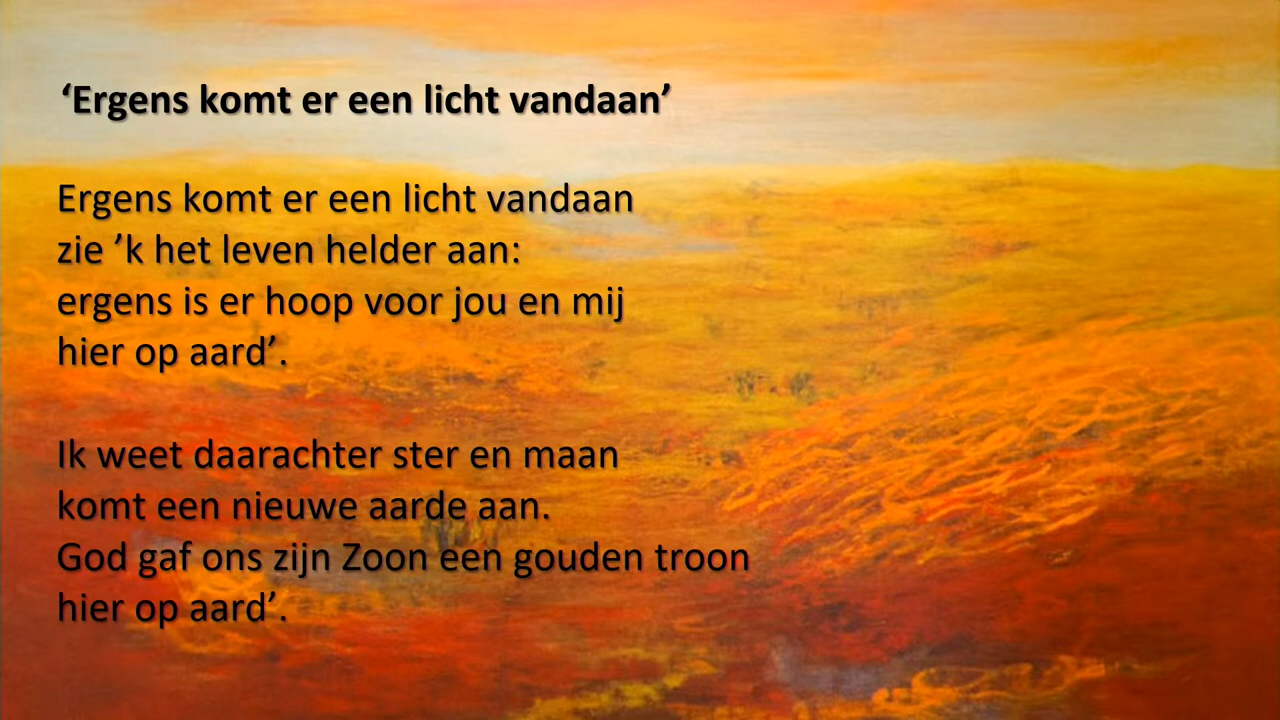 ‘Ergens komt er een licht vandaan’
Ergens komt er een licht vandaan
zie ’k het leven helder aan:
ergens is er hoop voor jou en mij
hier op aard’.
Ik weet daarachter ster en maan
komt een nieuwe aarde aan.
God gaf ons zijn Zoon een gouden troon
hier op aard’.